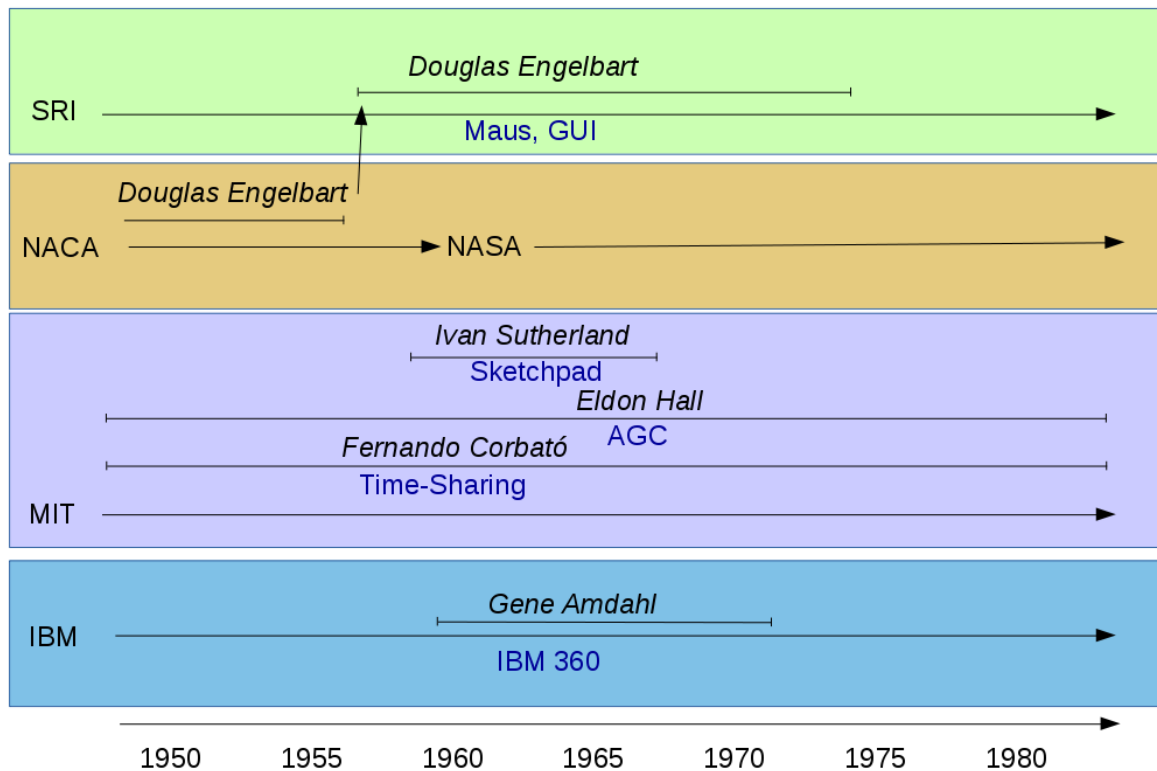 Douglas Engelbart
SRI
Maus, GUI
Douglas Engelbart
NACA
NASA
Ivan Sutherland
Sketchpad
Eldon Hall
AGC
Fernando Corbató
Time-Sharing
MIT
Gene Amdahl
IBM
IBM 360
1950 1955 1960 1965 1970 1975 1980